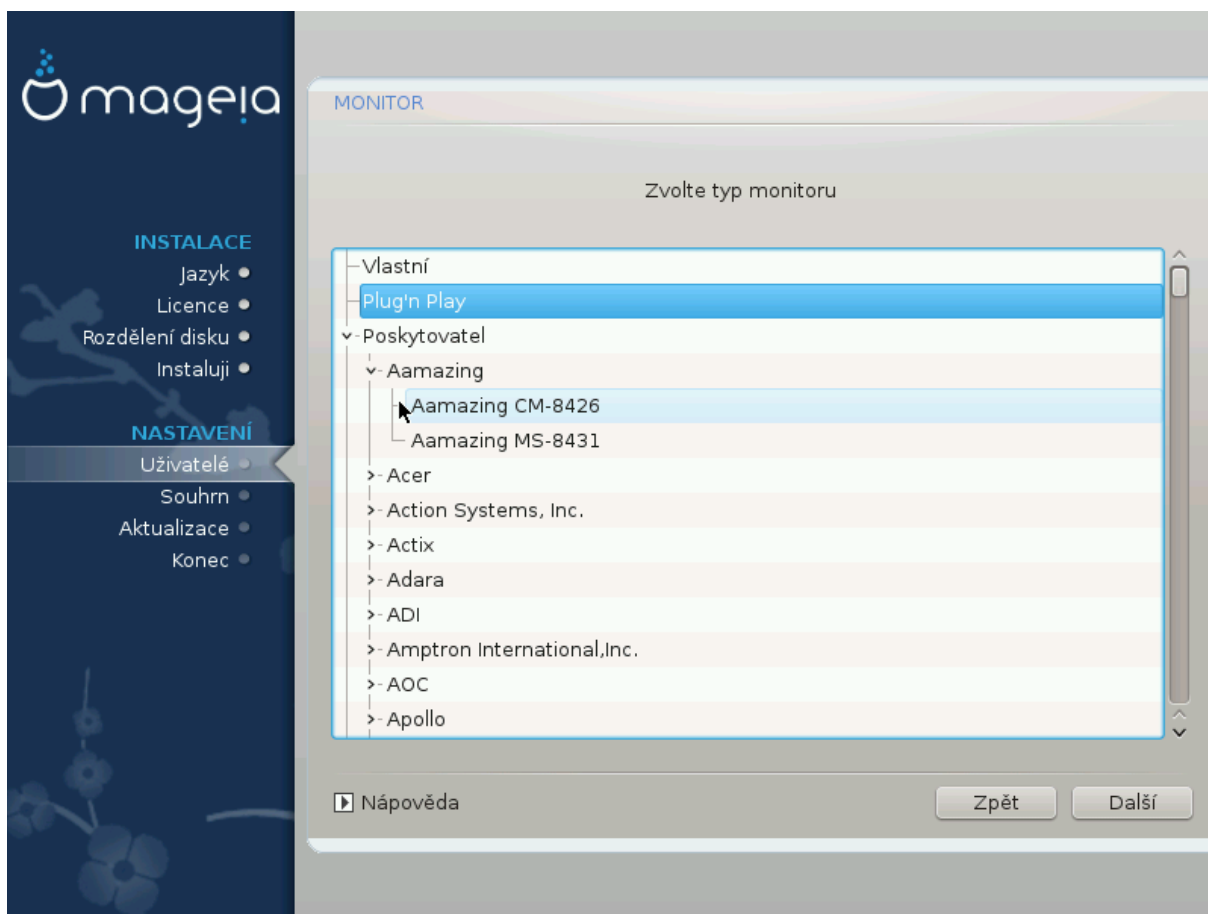 mageia
INSTALACE
Jazyk
Licence
Rozdělení disku
Instaluji
NASTAVENÍ
Uživatelé
Souhrn
Aktualizace
Konec
MONITOR
Zvolte typ monitoru
Vlastní
Plug'n Play
Poskytovatel
Aamazing
Aamazing CM-8426
Aamazing MS-8431
Acer
Action Systems, Inc.
Actix
Adara
ADI
Amptron International,Inc.
AOC
Apollo
Nápověda
Zpět
Další